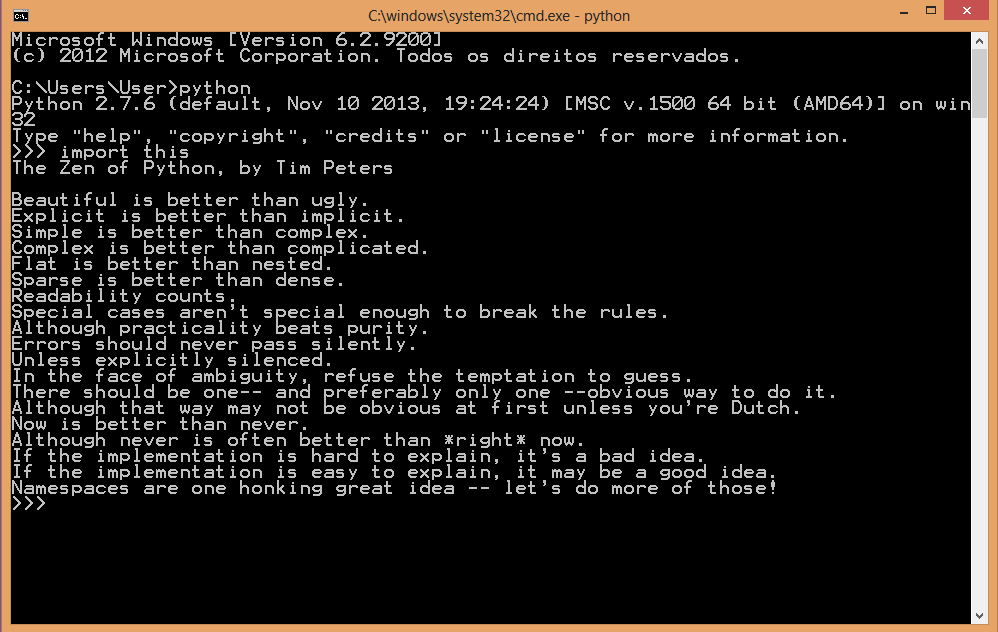 C:\windows\system32\cmd.exe - python
Microsoft Windows [Version 6.2.9200]
(c) 2012 Microsoft Corporation. Todos os direitos reservados.
C:\Users\User>python
Python 2.7.6 (default, Nov 10 2013, 19:24:24) [MSC v.1500 64 bit (AMD64)] on win
32
Type "help", "copyright", "credits" or "license" for more information.
>>> import this
The Zen of Python, by Tim Peters
Beautiful is better than ugly.
Explicit is better than implicit.
Simple is better than complex.
Complex is better than complicated.
Flat is better than nested.
Sparse is better than dense.
Readability counts.
Special cases aren't special enough to break the rules.
Although practicality beats purity.
Errors should never pass silently.
Unless explicitly silenced.
In the face of ambiguity, refuse the temptation to guess.
There should be one-- and preferably only one --obvious way to do it.
Although that way may not be obvious at first unless you're Dutch.
Now is better than never.
Although never is often better than *right* now.
If the implementation is hard to explain, it's a bad idea.
If the implementation is easy to explain, it may be a good idea.
Namespaces are one honking great idea -- let's do more of those!
>>>